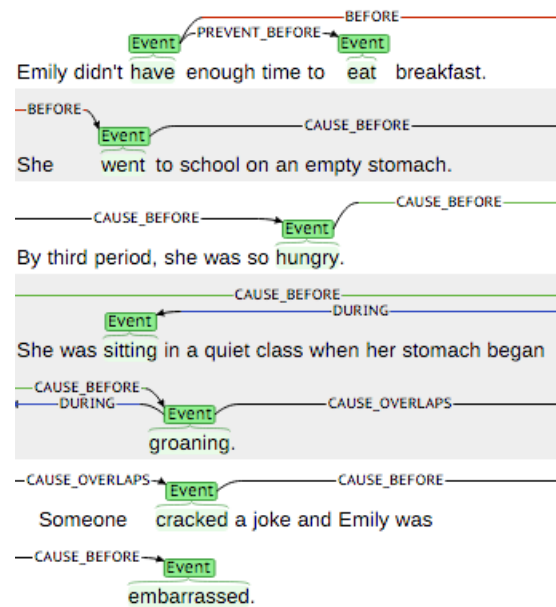 BEFORE
PREVENT_BEFORE
Event Event
Emily didn't have enough time to eat breakfast.
BEFORE
CAUSE_BEFORE
Event
She went to school on an empty stomach.
CAUSE_BEFORE
CAUSE_BEFORE
Event
By third period, she was so hungry.
CAUSE_BEFORE
DURING
Event
She was sitting in a quiet class when her stomach began
CAUSE_BEFORE
DURING CAUSE_OVERLAPS
Event
groaning.
CAUSE_OVERLAPS CAUSE_BEFORE
Event
Someone cracked a joke and Emily was
CAUSE_BEFORE
Event
embarrassed.